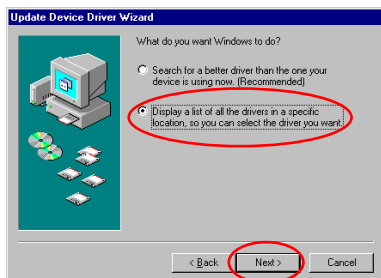 Update Device Driver Wizard
What do you want Windows to do?
Search for a better driver than the one your
device is using now. (Recommended)
Display a list of all the drivers in a specific
location, so you can select the driver you want.
< Back
Next >
Cancel